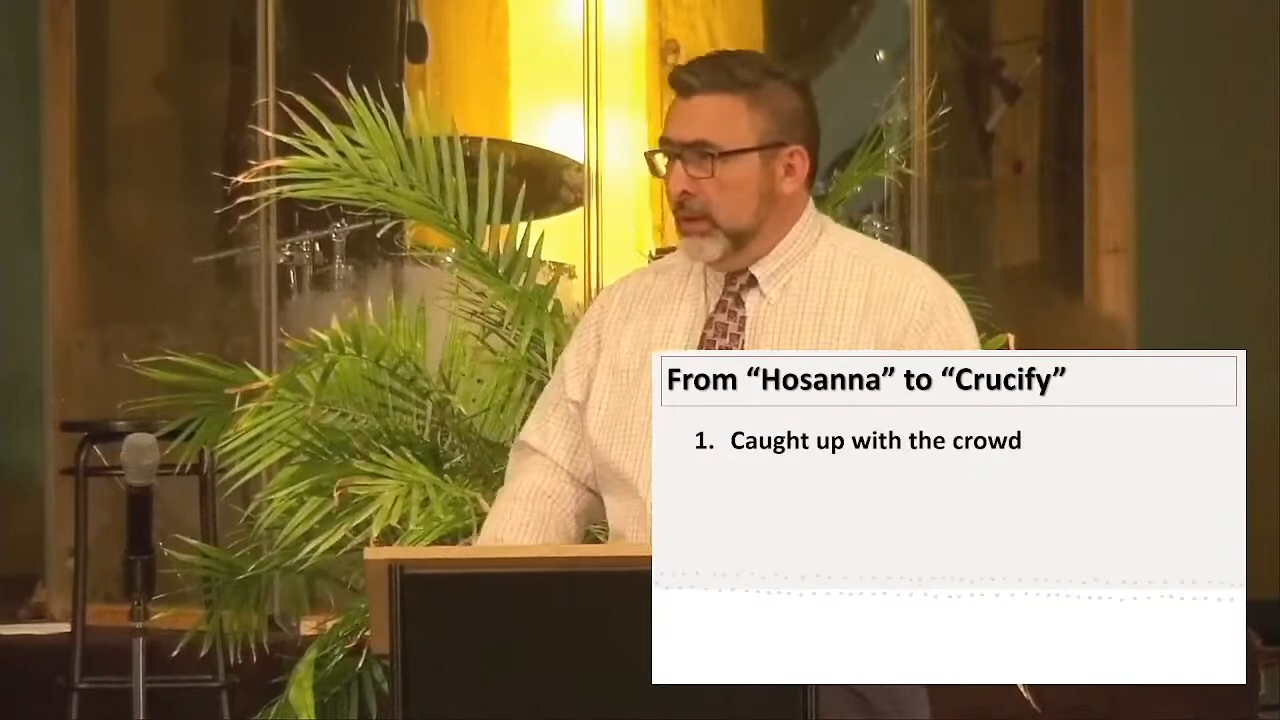 From “Hosanna” to “Crucify”
1. Caught up with the crowd